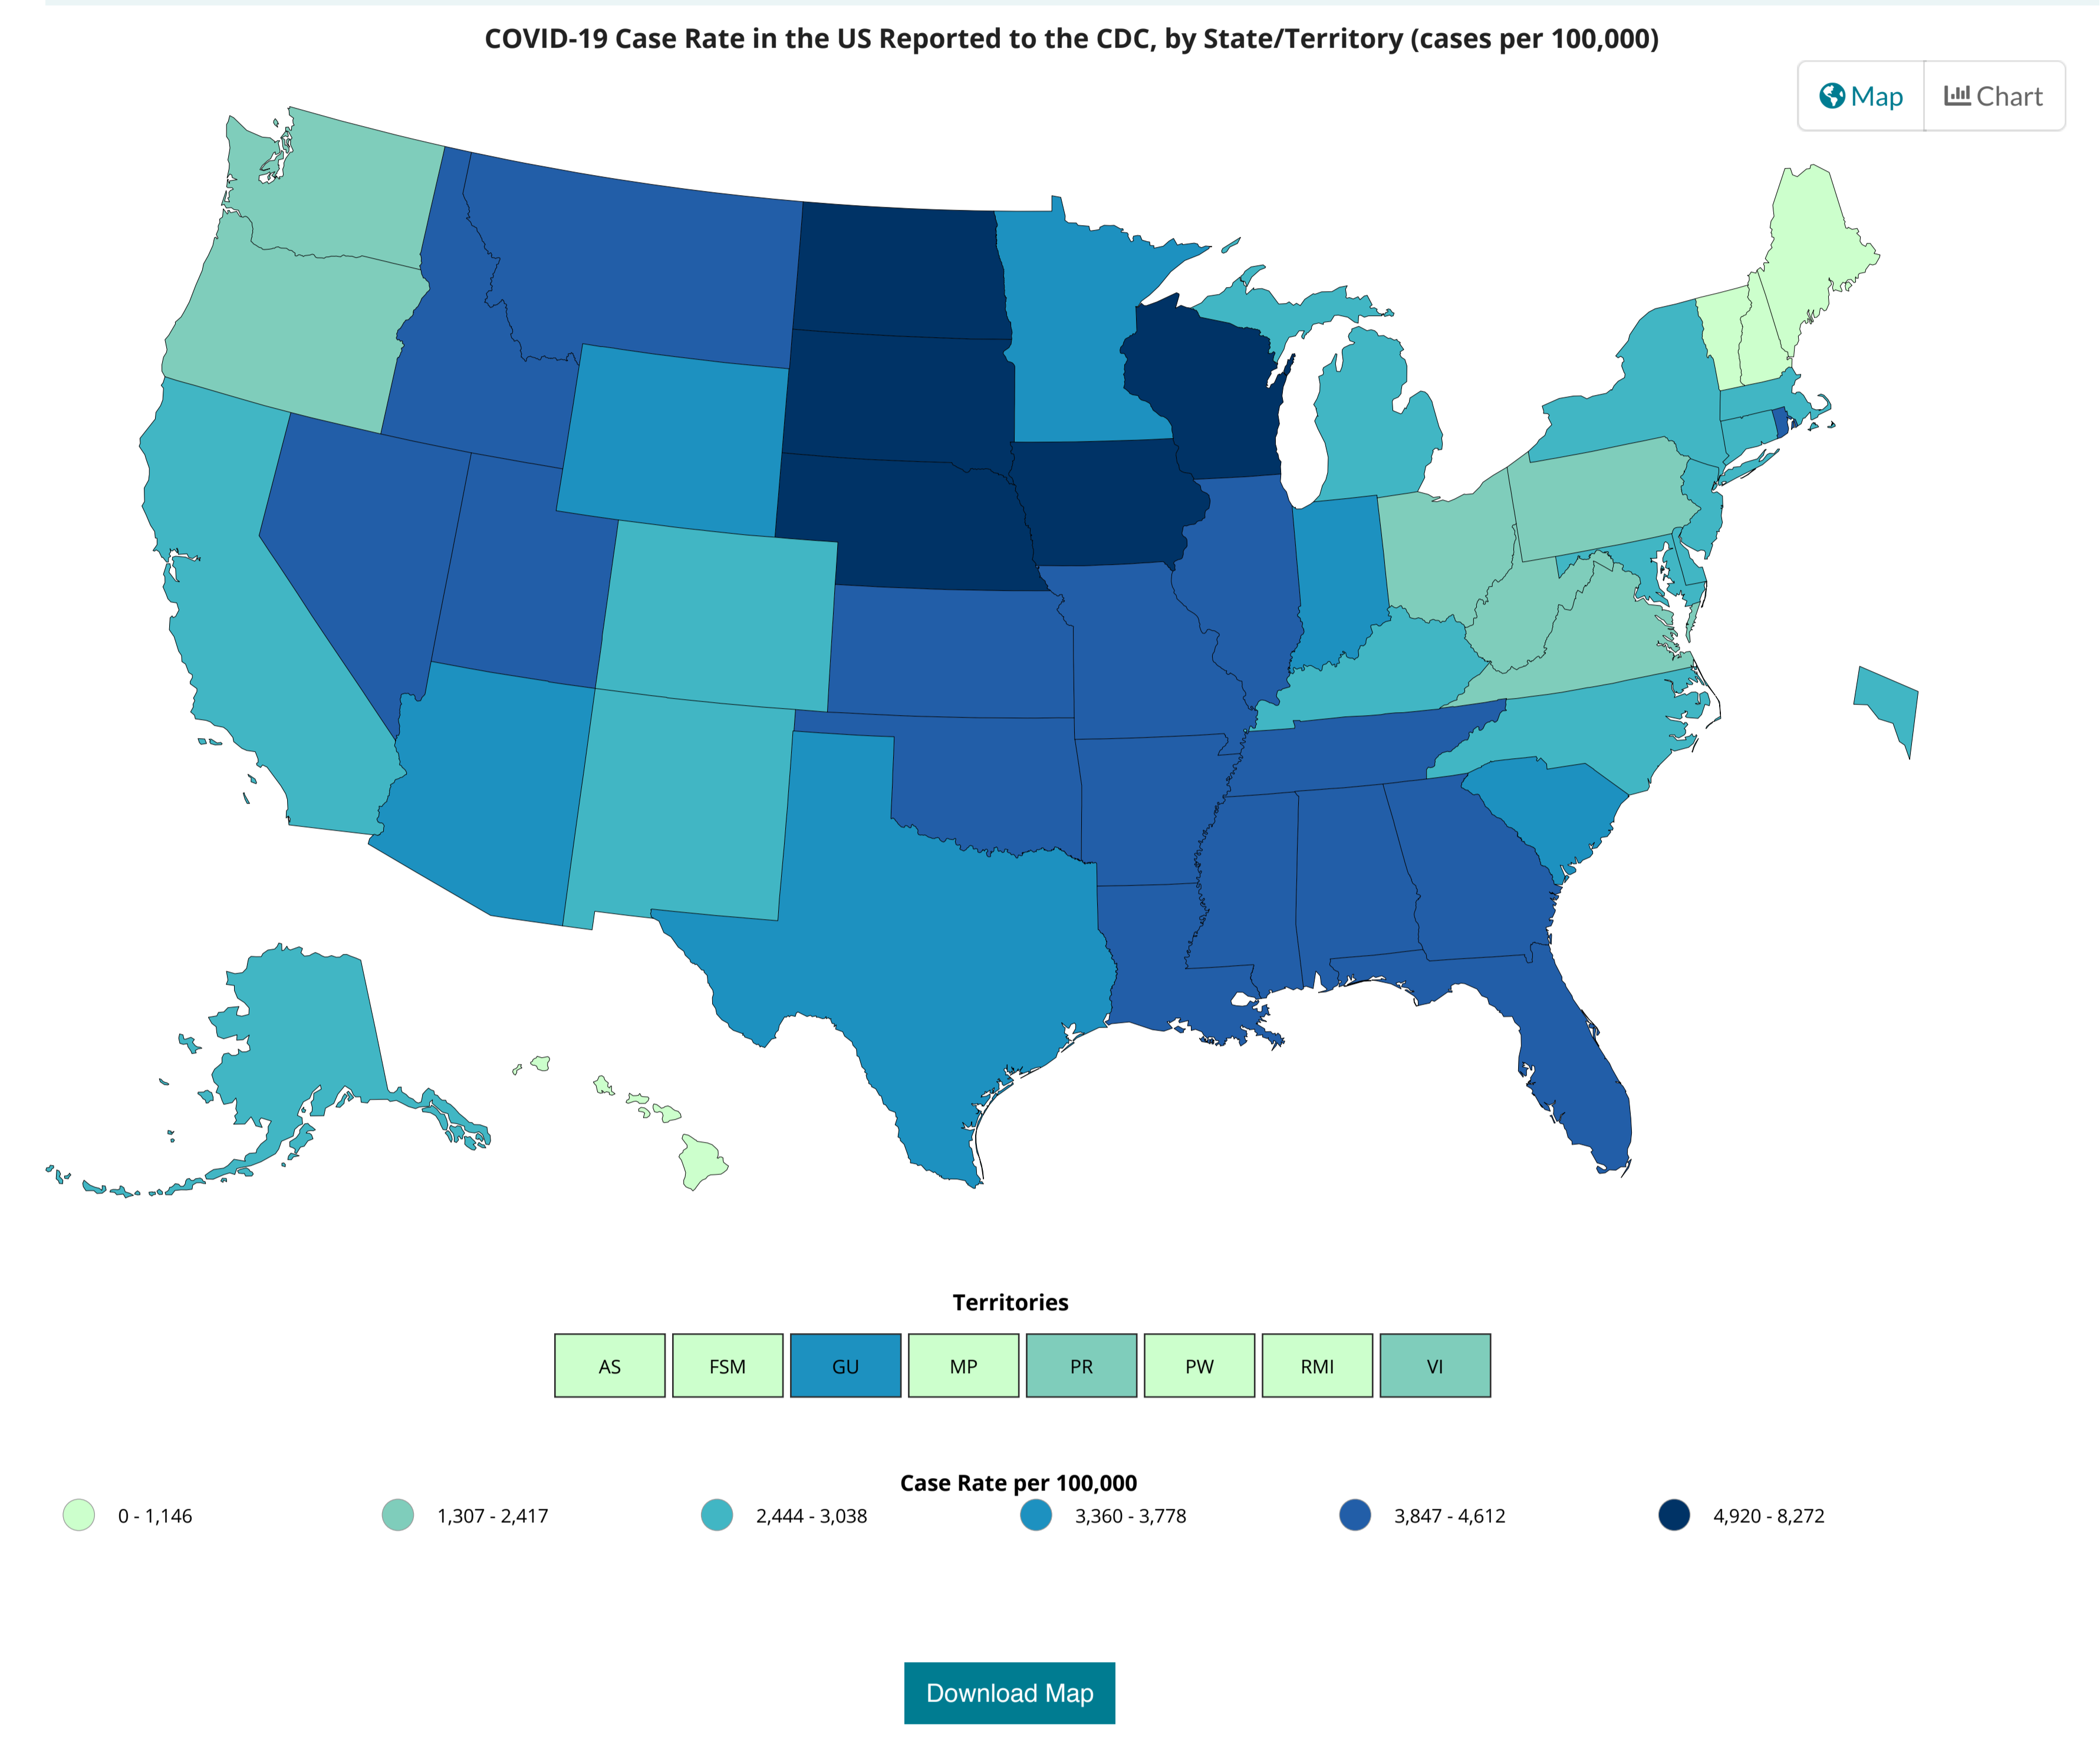 COVID-19 Case Rate in the US Reported to the CDC, by State/Territory (cases per 100,000)
Map Chart
Territories
AS FSM GU MP PR PW RMI VI
Case Rate per 100,000
0 - 1,146 1,307 - 2,417 2,444 - 3,038 3,360 - 3,778 3,847 - 4,612 4,920 - 8,272
Download Map